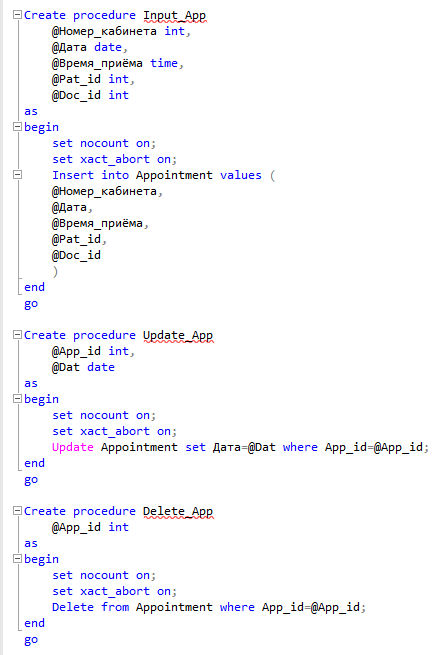 Create procedure Input_App
@Номер_кабинета int,
@Дата date,
@Время_приёма time,
@Pat_id int,
@Doc_id int
as
begin
set nocount on;
set xact_abort on;
Insert into Appointment values (
@Номер_кабинета,
@Дата,
@Время_приёма,
@Pat_id,
@Doc_id
)
end
go
Create procedure Update_App
@App_id int,
@Dat date
as
begin
set nocount on;
set xact_abort on;
Update Appointment set Дата=@Dat where App_id=@App_id;
end
go
Create procedure Delete_App
@App_id int
as
begin
set nocount on;
set xact_abort on;
Delete from Appointment where App_id=@App_id;
end
go